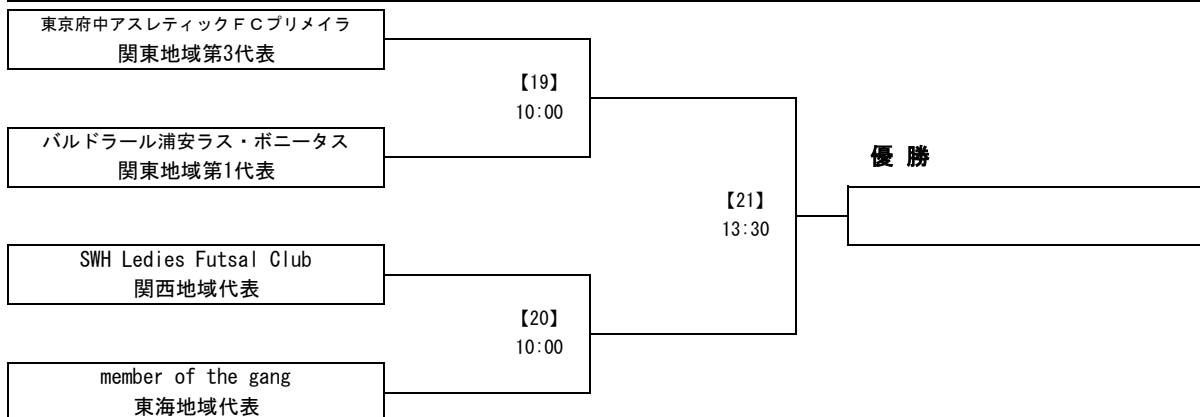 東京府中アスレティックＦＣプリメイラ
関東地域第3代表
【19】
10:00
バルドラール浦安ラス・ボニータス
関東地域第1代表
優 勝
【21】
13:30
SWH Ledies Futsal Club
関西地域代表
【20】
10:00
member of the gang
東海地域代表